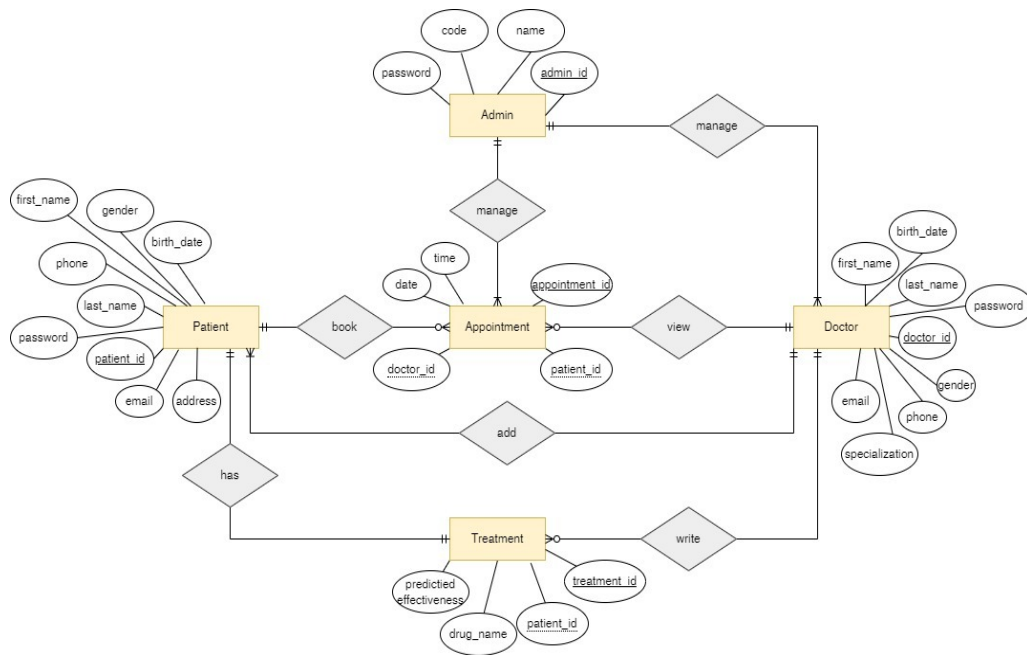 code
name
password
admin_id
Admin
manage
first_name
gender
manage
birth_date
birth_date
phone
time
first_name
date
appointment_id
last_name
last_name
password
Patient
book
Appointment
view
Doctor
password
doctor_id
patient_id
doctor_id
patient_id
gender
email
address
email
phone
add
specialization
has
Treatment
write
predictied
effectiveness
treatment_id
drug_name
patient_id